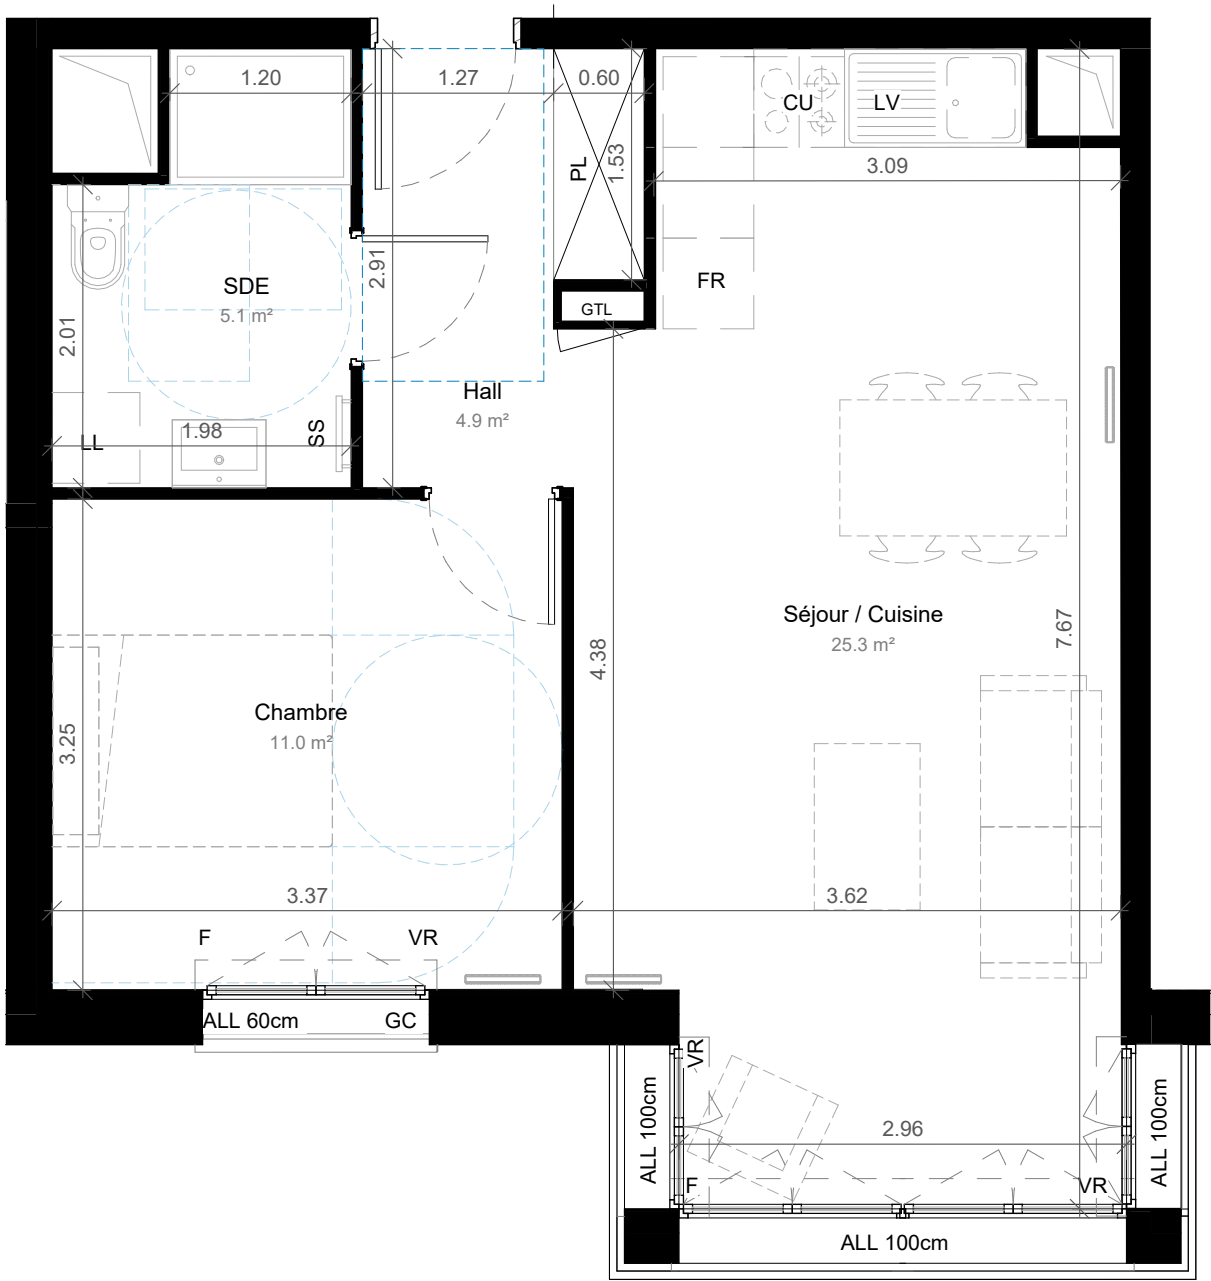 1.20
1.27
0.60
CU
LV
PL
1.53
3.09
2.91
SDE
5.1 m²
FR
GTL
2.01
Hall
4.9 m²
LL
1.98
SS
Séjour / Cuisine
25.3 m²
7.67
4.38
Chambre
11.0 m²
3.25
3.37
3.62
F
VR
ALL 60cm
GC
VR
ALL 100cm
2.96
ALL 100cm
F
VR
ALL 100cm